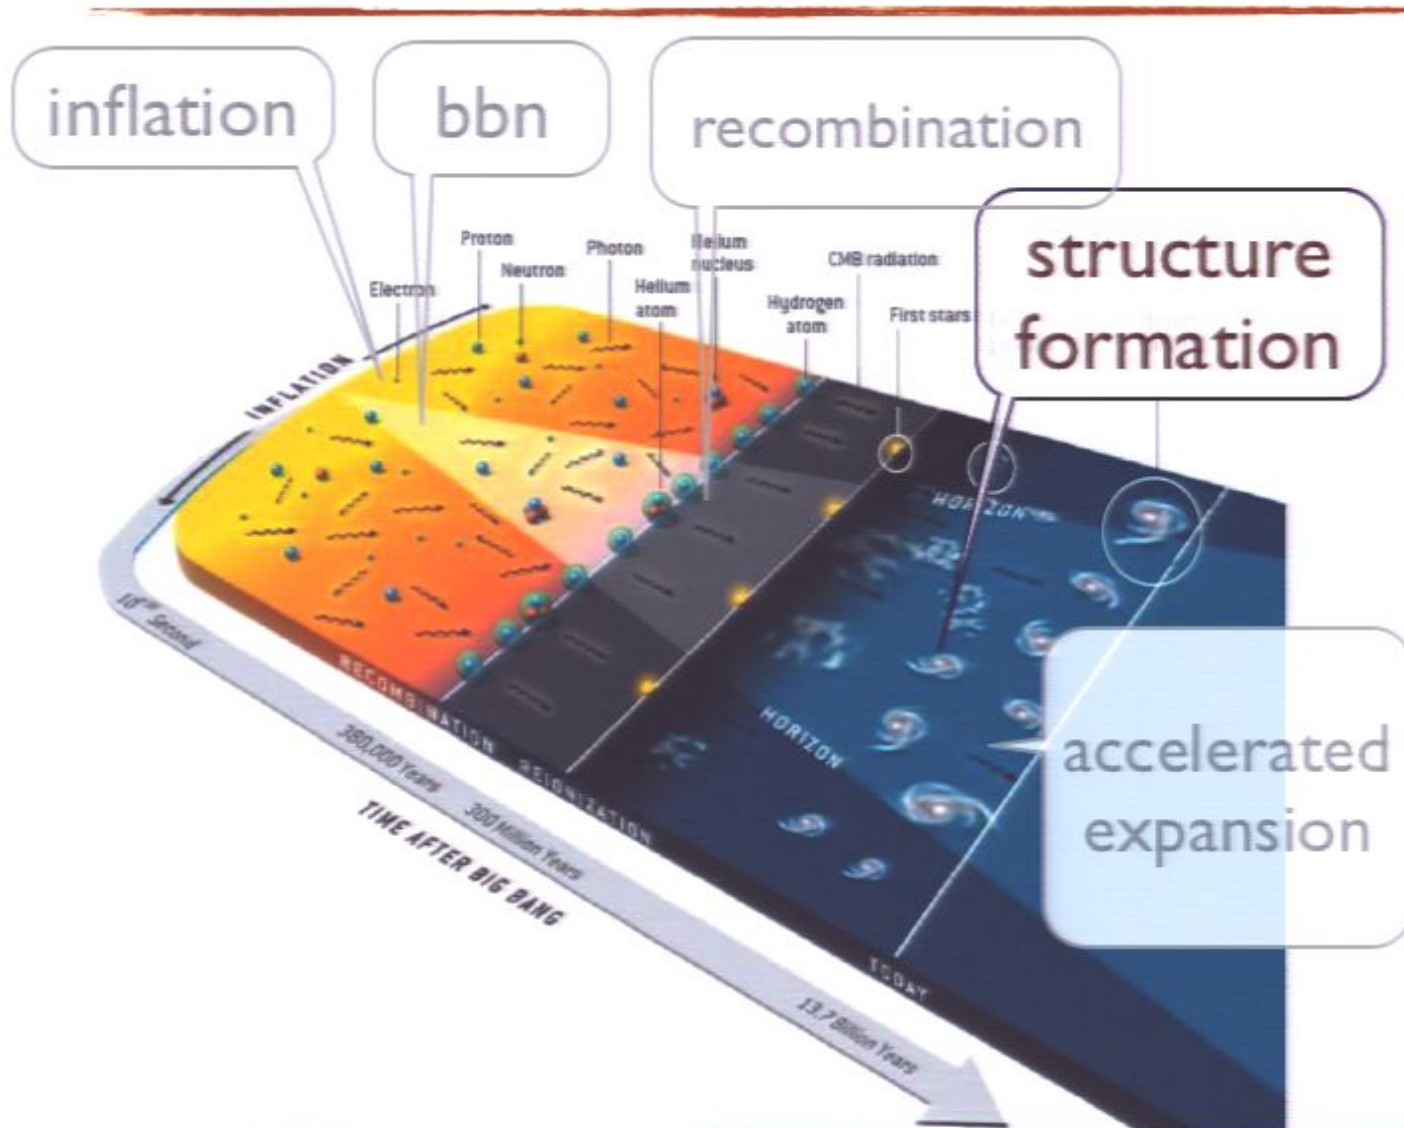 inflation
bbn
recombination
structure
formation
Proton
Neutron
Photon
Helium
nucleus
CMB radiation
Electron
Helium
atom
Hydrogen
atom
First stars
INFLATION
HORIZON
HORIZON
accelerated
expansion
Second
RECOMBINATION
380,000 Years
REIONIZATION
300 Million Years
TIME AFTER BIG BANG
TODAY
13.7 Billion Years